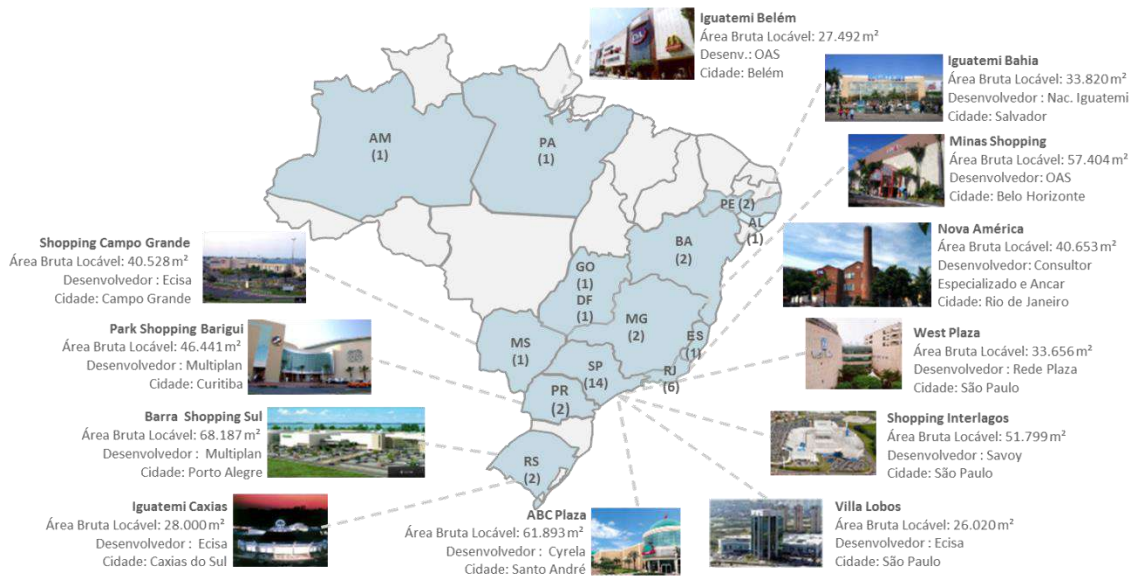 Iguatemi Belém
Área Bruta Locável: 27.492 m²
Desenv.: OAS
Cidade: Belém
Iguatemi Bahia
Área Bruta Locável: 33.820 m²
Desenvolvedor : Nac. Iguatemi
Cidade: Salvador
Minas Shopping
Área Bruta Locável: 57.404 m²
Desenvolvedor: OAS
Cidade: Belo Horizonte
Nova América
Área Bruta Locável: 40.653 m²
Desenvolvedor: Consultor
Especializado e Ancar
Cidade: Rio de Janeiro
West Plaza
Área Bruta Locável: 33.656 m²
Desenvolvedor : Rede Plaza
Cidade: São Paulo
Shopping Interlagos
Área Bruta Locável: 51.799 m²
Desenvolvedor : Savoy
Cidade: São Paulo
Villa Lobos
Área Bruta Locável: 26.020 m²
Desenvolvedor : Ecisa
Cidade: São Paulo
ABC Plaza
Área Bruta Locável: 61.893 m²
Desenvolvedor : Cyrela
Cidade: Santo André
Shopping Campo Grande
Área Bruta Locável: 40.528 m²
Desenvolvedor : Ecisa
Cidade: Campo Grande
Park Shopping Barigui
Área Bruta Locável: 46.441 m²
Desenvolvedor : Multiplan
Cidade: Curitiba
Barra Shopping Sul
Área Bruta Locável: 68.187 m²
Desenvolvedor : Multiplan
Cidade: Porto Alegre
Iguatemi Caxias
Área Bruta Locável: 28.000 m²
Desenvolvedor : Ecisa
Cidade: Caxias do Sul
AM
(1)
PA
(1)
PE (2)
AL
(1)
BA
(2)
GO
(1)
DF
(1)
MG
(2)
ES
(1)
MS
(1)
SP
(14)
RJ
(6)
PR
(2)
RS
(2)